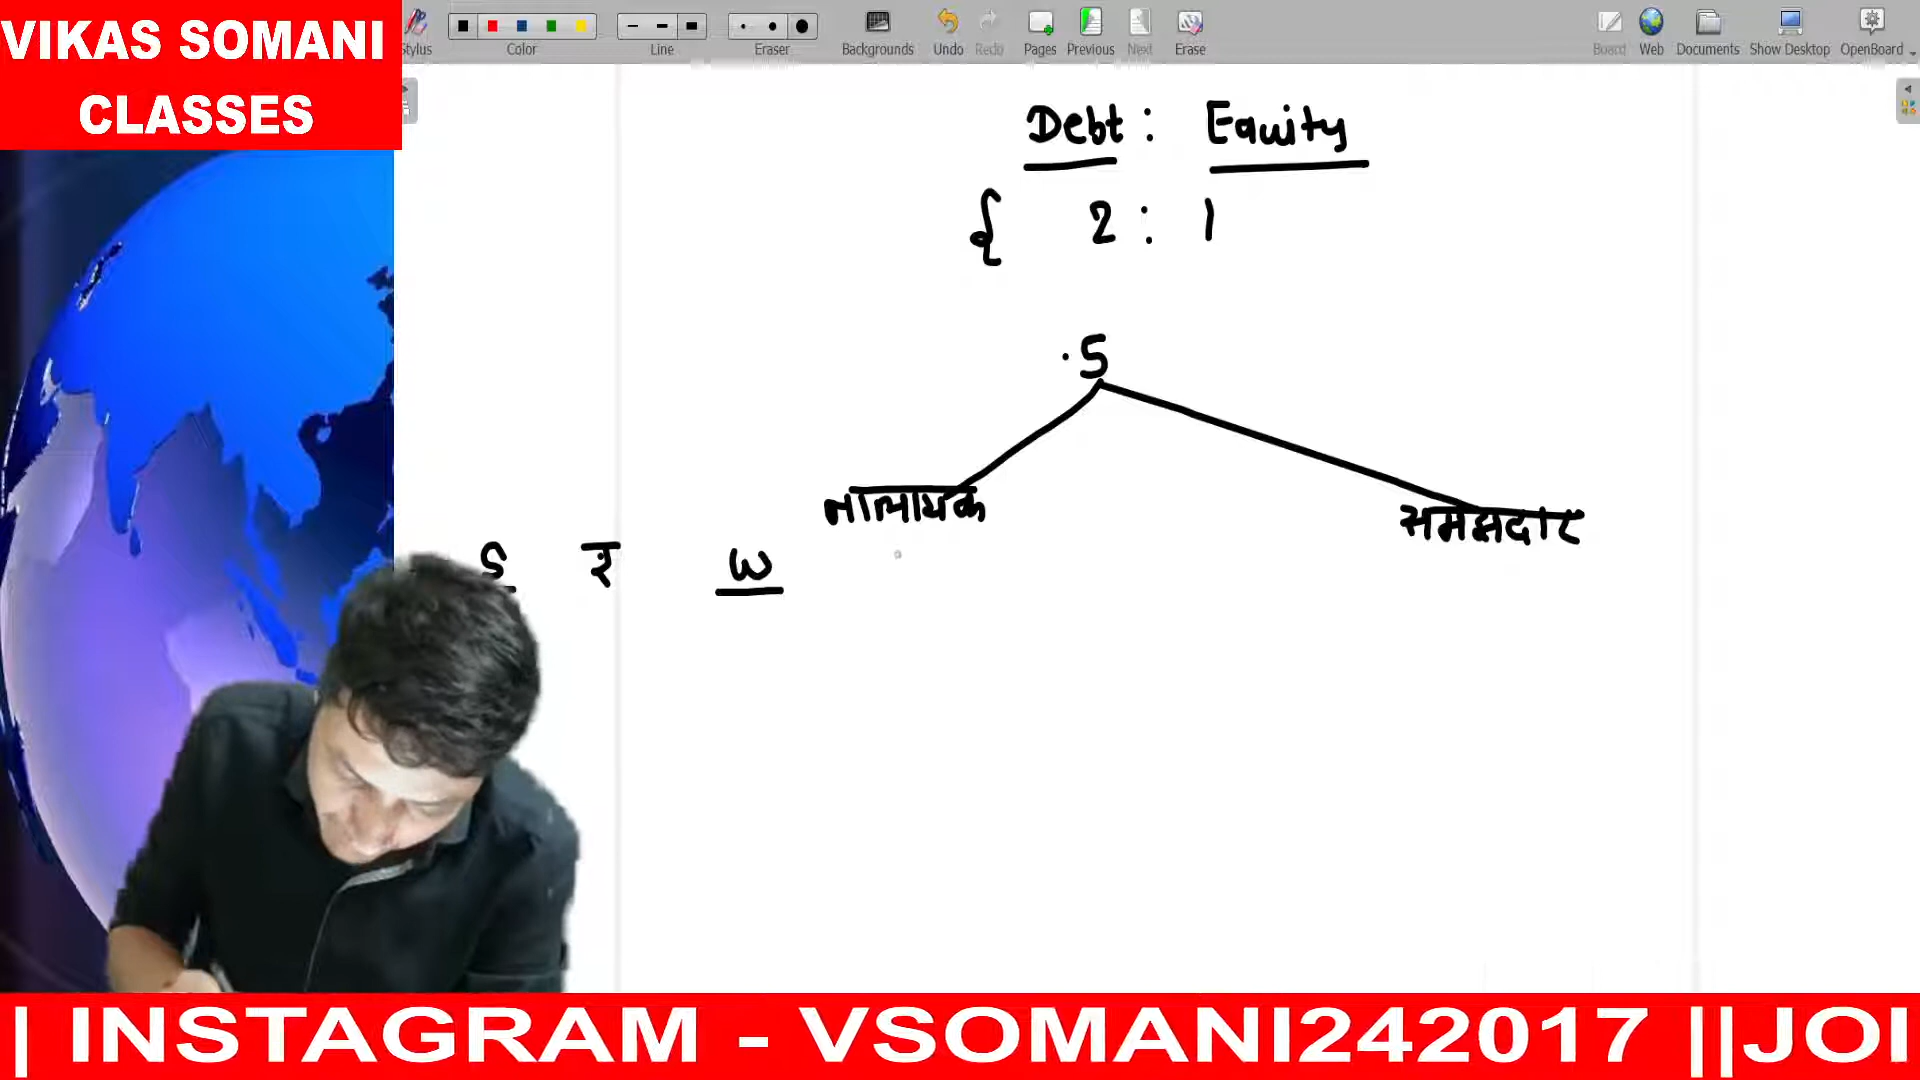 VIKAS SOMANI
CLASSES
Stylus Color Line Eraser Backgrounds Undo Redo Pages Previous Next Erase Board Web Documents Show Desktop OpenBoard
Debt : Equity
{ 2 : 1
.5
नालायक समझदार
S ₹ W
| INSTAGRAM - VSOMANI242017 ||JOI